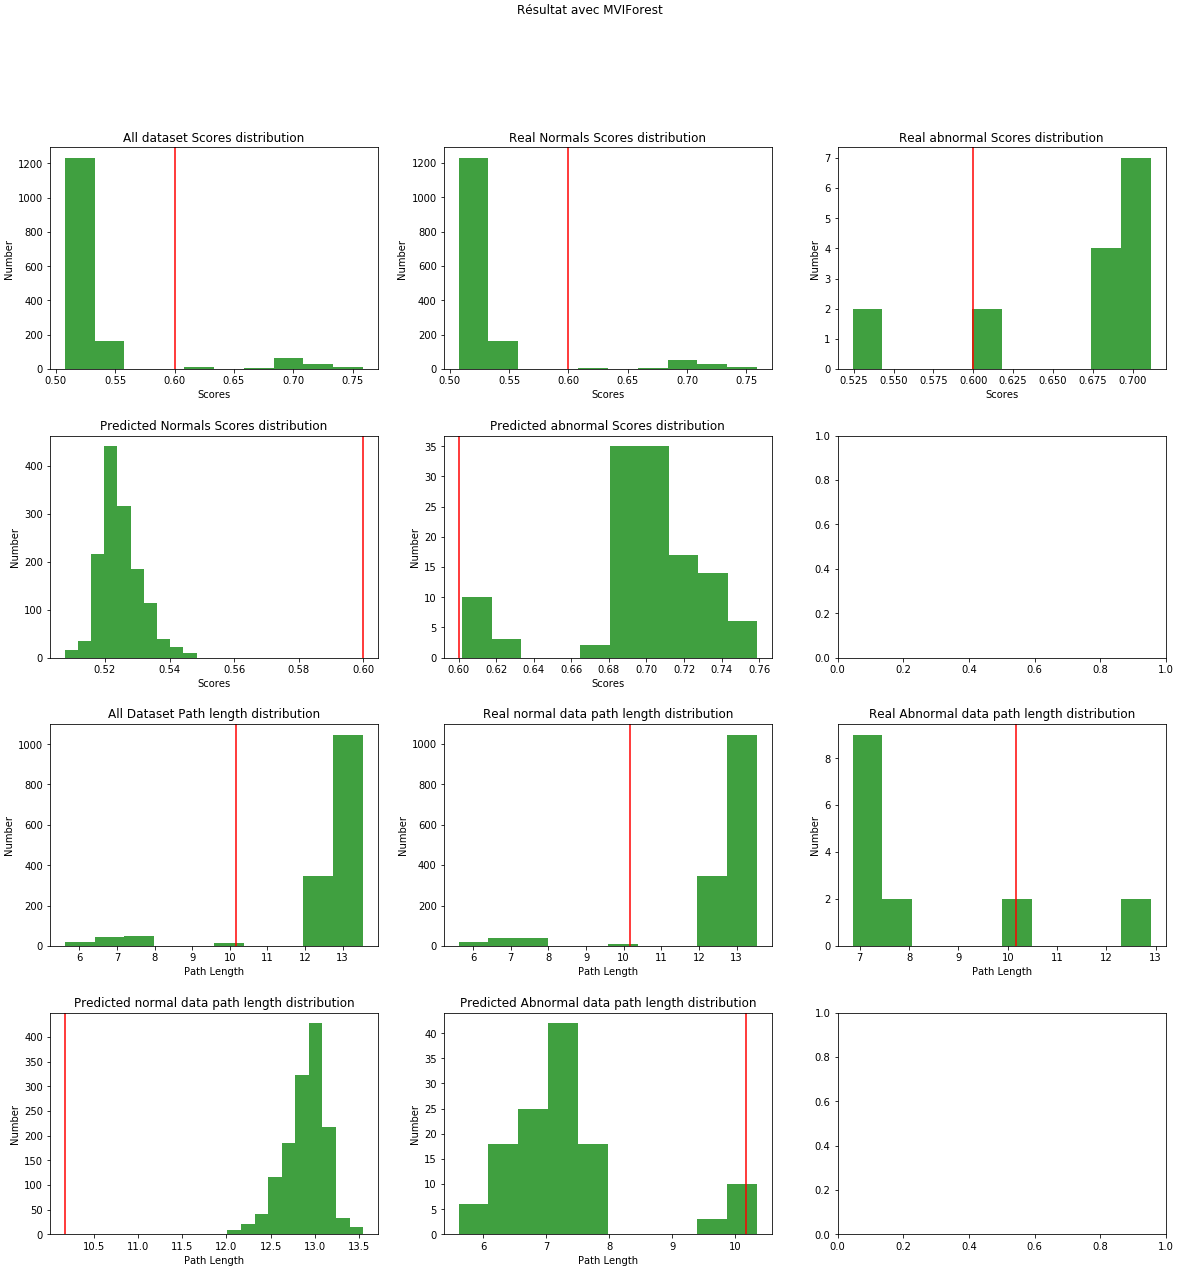 Résultat avec MVIForest
All dataset Scores distribution
Number
1200
1000
800
600
400
200
0
0.50 0.55 0.60 0.65 0.70 0.75
Scores
Real Normals Scores distribution
Number
1200
1000
800
600
400
200
0
0.50 0.55 0.60 0.65 0.70 0.75
Scores
Real abnormal Scores distribution
Number
7
6
5
4
3
2
1
0
0.525 0.550 0.575 0.600 0.625 0.650 0.675 0.700
Scores
Predicted Normals Scores distribution
Number
400
300
200
100
0
0.52 0.54 0.56 0.58 0.60
Scores
Predicted abnormal Scores distribution
Number
35
30
25
20
15
10
5
0
0.60 0.62 0.64 0.66 0.68 0.70 0.72 0.74 0.76
Scores
1.0
0.8
0.6
0.4
0.2
0.0
0.0 0.2 0.4 0.6 0.8 1.0
All Dataset Path length distribution
Number
1000
800
600
400
200
0
6 7 8 9 10 11 12 13
Path Length
Real normal data path length distribution
Number
1000
800
600
400
200
0
6 7 8 9 10 11 12 13
Path Length
Real Abnormal data path length distribution
Number
8
6
4
2
0
7 8 9 10 11 12 13
Path Length
Predicted normal data path length distribution
Number
400
350
300
250
200
150
100
50
0
10.5 11.0 11.5 12.0 12.5 13.0 13.5
Path Length
Predicted Abnormal data path length distribution
Number
40
35
30
25
20
15
10
5
0
6 7 8 9 10
Path Length
1.0
0.8
0.6
0.4
0.2
0.0
0.0 0.2 0.4 0.6 0.8 1.0